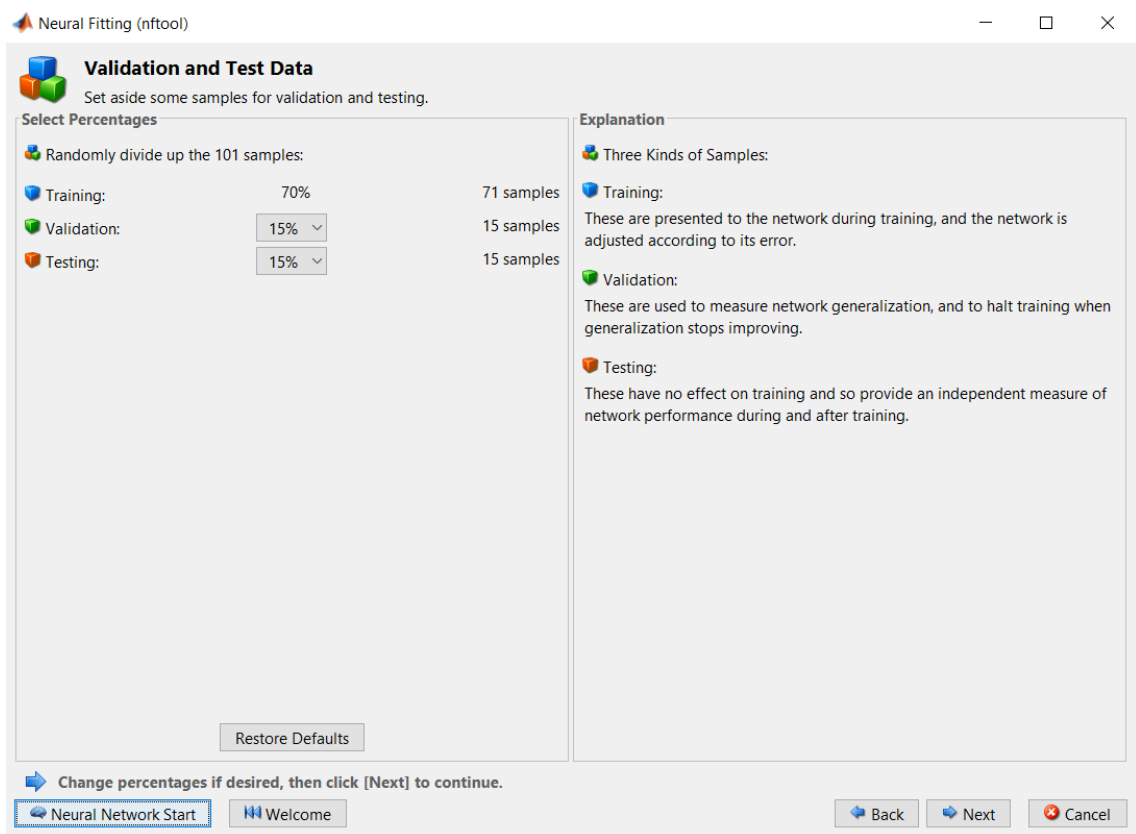 Neural Fitting (nftool)
Validation and Test Data
Set aside some samples for validation and testing.
Select Percentages
Randomly divide up the 101 samples:
Training: 70% 71 samples
Validation: 15% 15 samples
Testing: 15% 15 samples
Restore Defaults
Explanation
Three Kinds of Samples:
Training:
These are presented to the network during training, and the network is
adjusted according to its error.
Validation:
These are used to measure network generalization, and to halt training when
generalization stops improving.
Testing:
These have no effect on training and so provide an independent measure of
network performance during and after training.
Change percentages if desired, then click [Next] to continue.
Neural Network Start Welcome Back Next Cancel